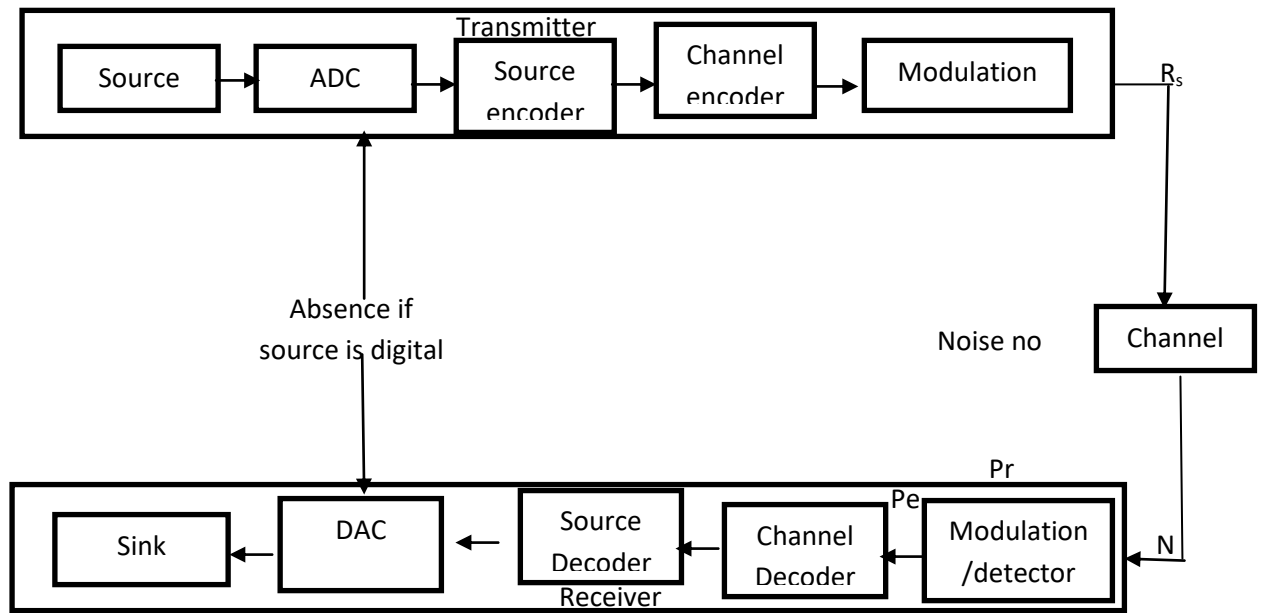 Transmitter
Source
ADC
Source
encoder
Channel
encoder
Modulation
Rs
Absence if
source is digital
Noise no
Channel
Pr
Pe
N
Sink
DAC
Source
Decoder
Channel
Decoder
Modulation
/detector
Receiver